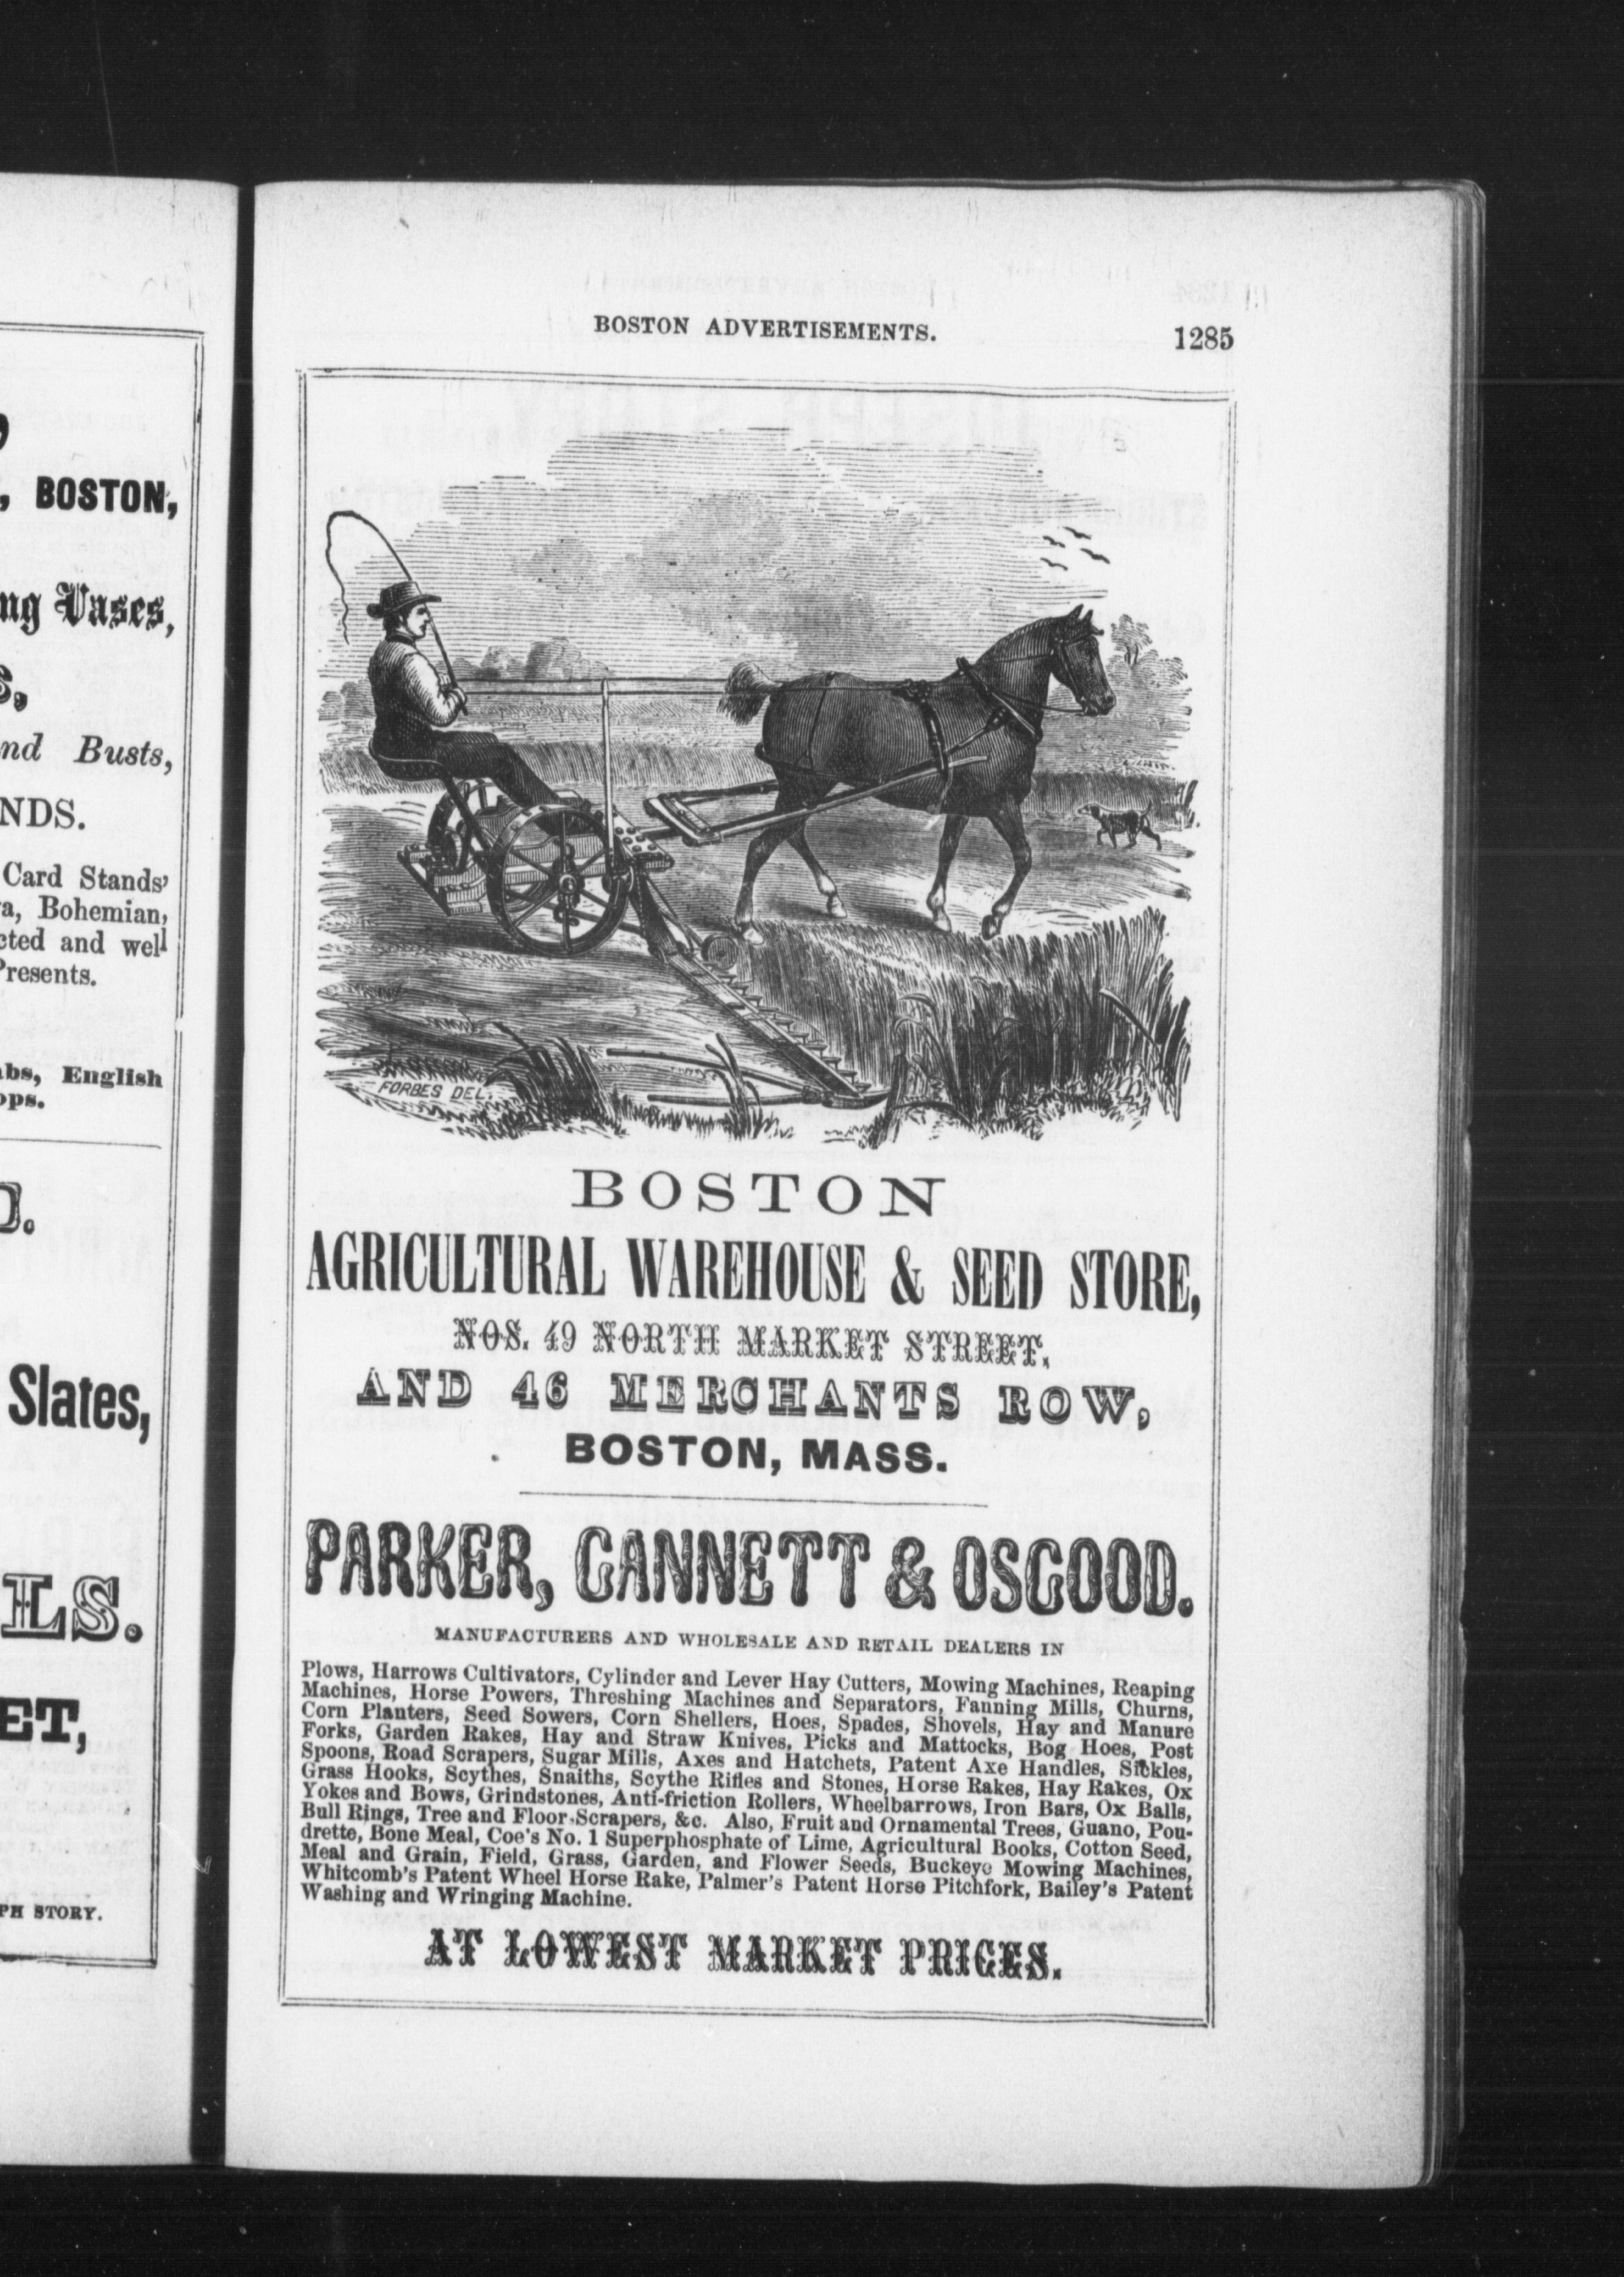 , BOSTON,
ng Vases,
nd Busts,
NDS.
Card Stands'
a, Bohemian,
cted and well
Presents.
abs, English
ops.
Slates,
LS.
ET,
PH STORY.
BOSTON ADVERTISEMENTS.
1285
FORBES DEL.
BOSTON
AGRICULTURAL WAREHOUSE & SEED STORE,
NOS. 49 NORTH MARKET STREET,
AND 46 MERCHANTS ROW,
BOSTON, MASS.
PARKER, GANNETT & OSGOOD.
MANUFACTURERS AND WHOLESALE AND RETAIL DEALERS IN
Plows, Harrows Cultivators, Cylinder and Lever Hay Cutters, Mowing Machines, Reaping
Machines, Horse Powers, Threshing Machines and Separators, Fanning Mills, Churns,
Corn Planters, Seed Sowers, Corn Shellers, Hoes, Spades, Shovels, Hay and Manure
Forks, Garden Rakes, Hay and Straw Knives, Picks and Mattocks, Bog Hoes, Post
Spoons, Road Scrapers, Sugar Mills, Axes and Hatchets, Patent Axe Handles, Sickles,
Grass Hooks, Scythes, Snaiths, Scythe Rifles and Stones, Horse Rakes, Hay Rakes, Ox
Yokes and Bows, Grindstones, Anti-friction Rollers, Wheelbarrows, Iron Bars, Ox Balls,
Bull Rings, Tree and Floor Scrapers, &c. Also, Fruit and Ornamental Trees, Guano, Pou-
drette, Bone Meal, Coe's No. 1 Superphosphate of Lime, Agricultural Books, Cotton Seed,
Meal and Grain, Field, Grass, Garden, and Flower Seeds, Buckeye Mowing Machines,
Whitcomb's Patent Wheel Horse Rake, Palmer's Patent Horse Pitchfork, Bailey's Patent
Washing and Wringing Machine.
AT LOWEST MARKET PRICES.